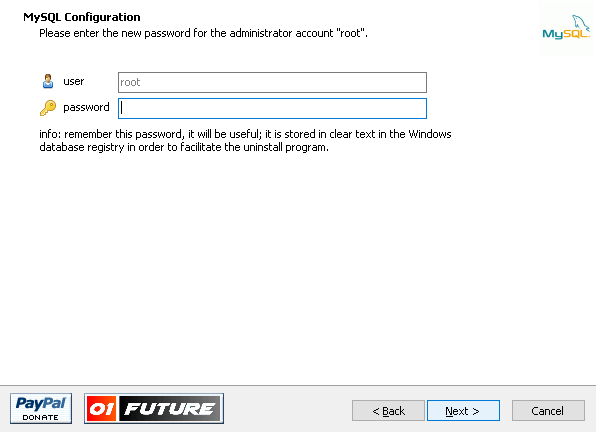 MySQL Configuration
Please enter the new password for the administrator account "root".
MySQL
user
root
password
info: remember this password, it will be useful; it is stored in clear text in the Windows
database registry in order to facilitate the uninstall program.
PayPal
DONATE
01 FUTURE
< Back
Next >
Cancel